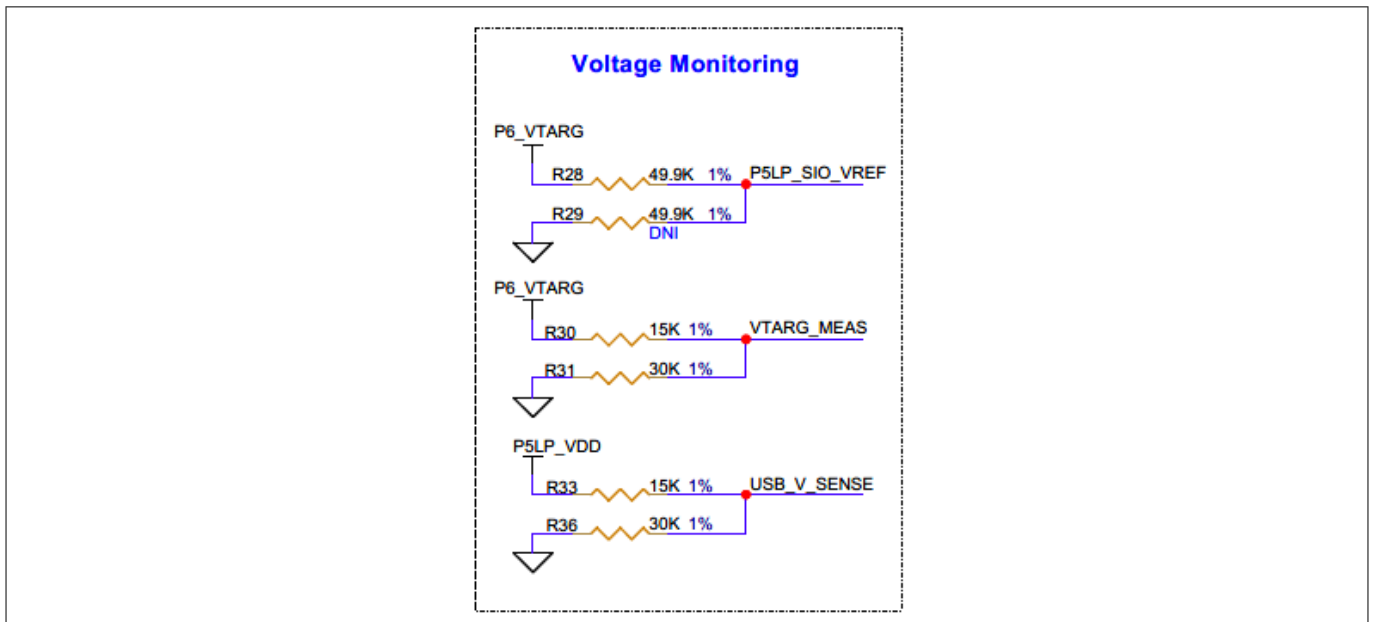 Voltage Monitoring
P6_VTARG
R28 49.9K 1% P5LP_SIO_VREF
R29 49.9K 1%
DNI
P6_VTARG
R30 15K 1% VTARG_MEAS
R31 30K 1%
P5LP_VDD
R33 15K 1% USB_V_SENSE
R36 30K 1%